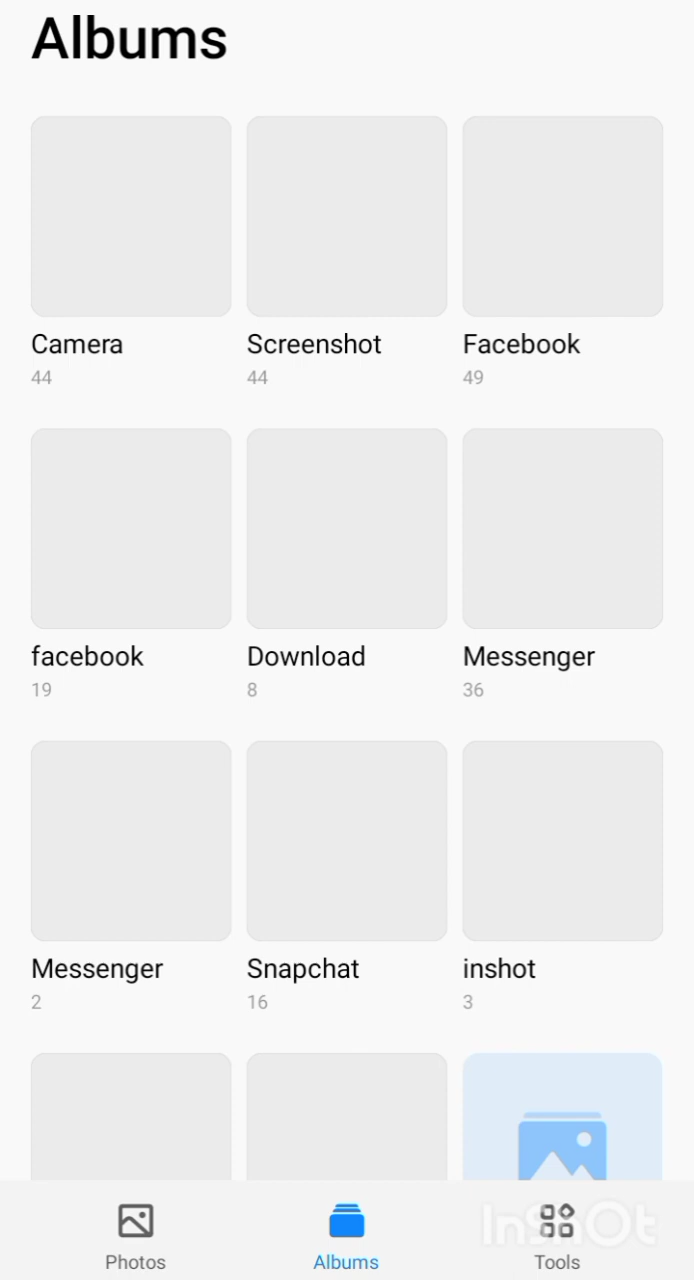 Albums
Camera
Screenshot
Facebook
44
44
49
facebook
Download
Messenger
19
8
36
Messenger
Snapchat
inshot
2
16
3
InShOt
Photos
Albums
Tools